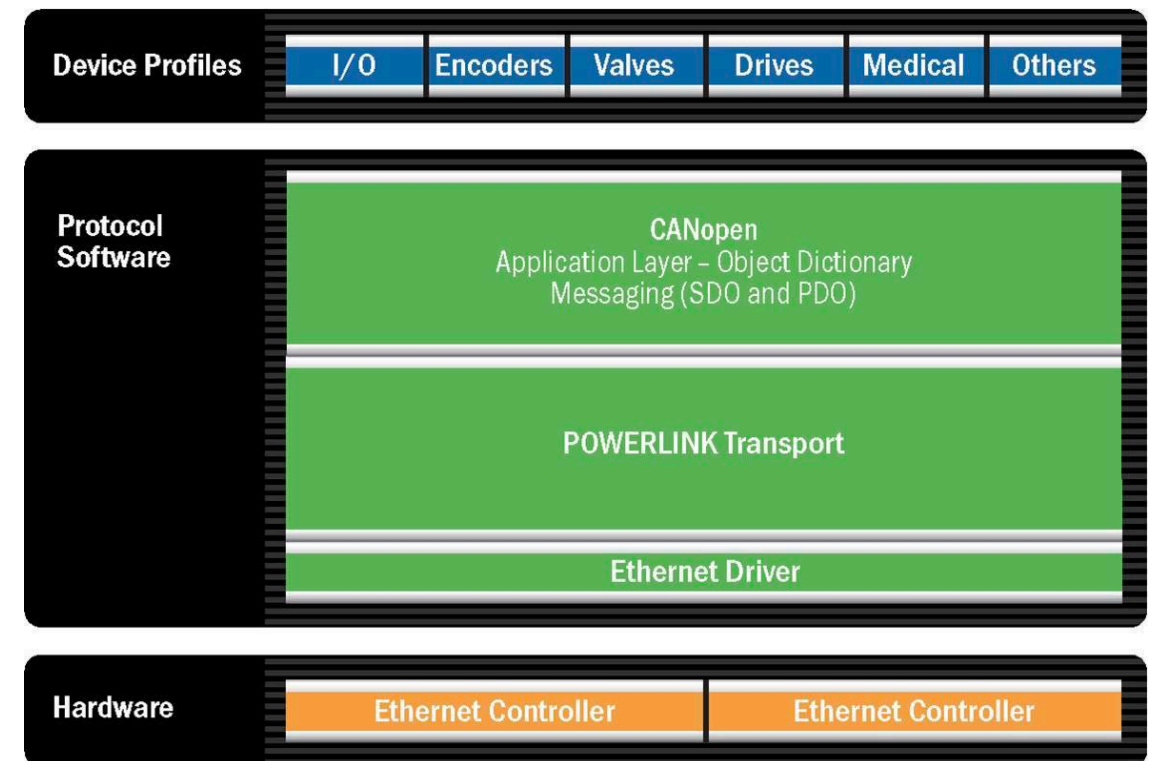 Device Profiles
I/O Encoders Valves Drives Medical Others
Protocol
Software
CANopen
Application Layer – Object Dictionary
Messaging (SDO and PDO)
POWERLINK Transport
Ethernet Driver
Hardware
Ethernet Controller Ethernet Controller